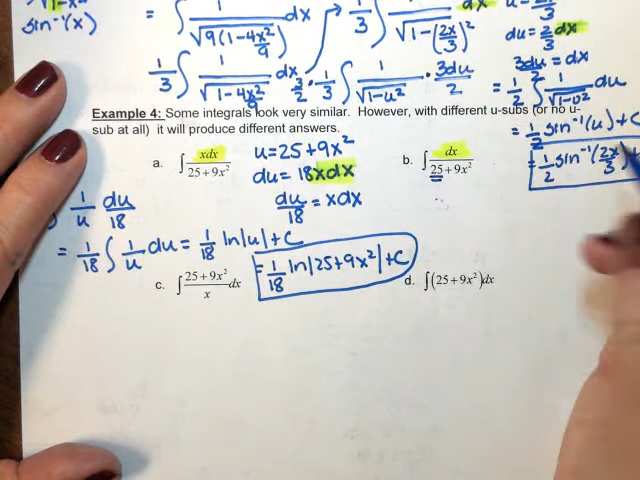 √1-x²
sin⁻¹(x)
= ∫ 1/√9(1-4x²/9) dx → 1/3 ∫ 1/√1-(2x/3)² dx u = 2x/3
du = 2/3 dx
3du/2 = dx
1/3 ∫ 1/√1-4x²/9 dx 3/2 · 1/3 ∫ 1/√1-u² · 3du/2 = 1/2 ∫ 1/√1-u² du
= 1/2 sin⁻¹(u) + C
= 1/2 sin⁻¹(2x/3) +
Example 4: Some integrals look very similar. However, with different u-subs (or no u-
sub at all) it will produce different answers.
a. ∫ xdx/25+9x² u = 25+9x²
du = 18xdx
du/18 = xdx
b. ∫ dx/25+9x²
1/u du/18
= 1/18 ∫ 1/u du = 1/18 ln|u| + C
= 1/18 ln|25+9x²| + C
c. ∫ 25+9x²/x dx
d. ∫(25+9x²)dx